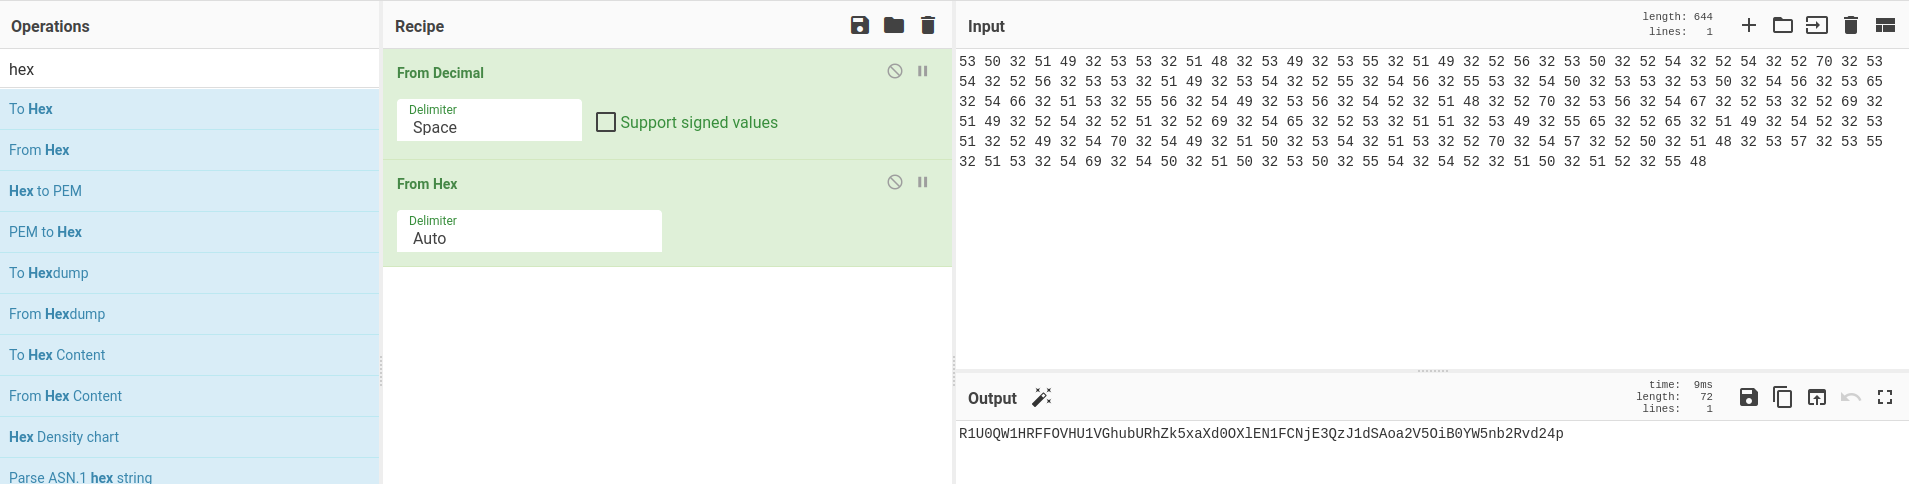 Operations
hex
To Hex
From Hex
Hex to PEM
PEM to Hex
To Hexdump
From Hexdump
To Hex Content
From Hex Content
Hex Density chart
Parse ASN.1 hex string
Recipe
From Decimal
Delimiter
Space
Support signed values
From Hex
Delimiter
Auto
Input
length: 644
lines: 1
53 50 32 51 49 32 53 53 32 51 48 32 53 49 32 53 55 32 51 49 32 52 56 32 53 50 32 52 54 32 52 54 32 52 70 32 53
54 32 52 56 32 53 53 32 51 49 32 53 54 32 52 55 32 54 56 32 55 53 32 54 50 32 53 53 32 53 50 32 54 56 32 53 65
32 54 66 32 51 53 32 55 56 32 54 49 32 53 56 32 54 52 32 51 48 32 52 70 32 53 56 32 54 67 32 52 53 32 52 69 32
51 49 32 52 54 32 52 51 32 52 69 32 54 65 32 52 53 32 51 51 32 53 49 32 55 65 32 52 65 32 51 49 32 54 52 32 53
51 32 52 49 32 54 70 32 54 49 32 51 50 32 53 54 32 51 53 32 52 70 32 54 57 32 52 50 32 51 48 32 53 57 32 53 55
32 51 53 32 54 69 32 54 50 32 51 50 32 53 50 32 55 54 32 54 52 32 51 50 32 51 52 32 55 48
Output
time: 9ms
length: 72
lines: 1
R1U0QW1HRFFOVHU1VGhubURhZk5xaXd0OXlEN1FCNjE3QzJ1dSAoa2V5OiB0YW5nb2Rvd24p